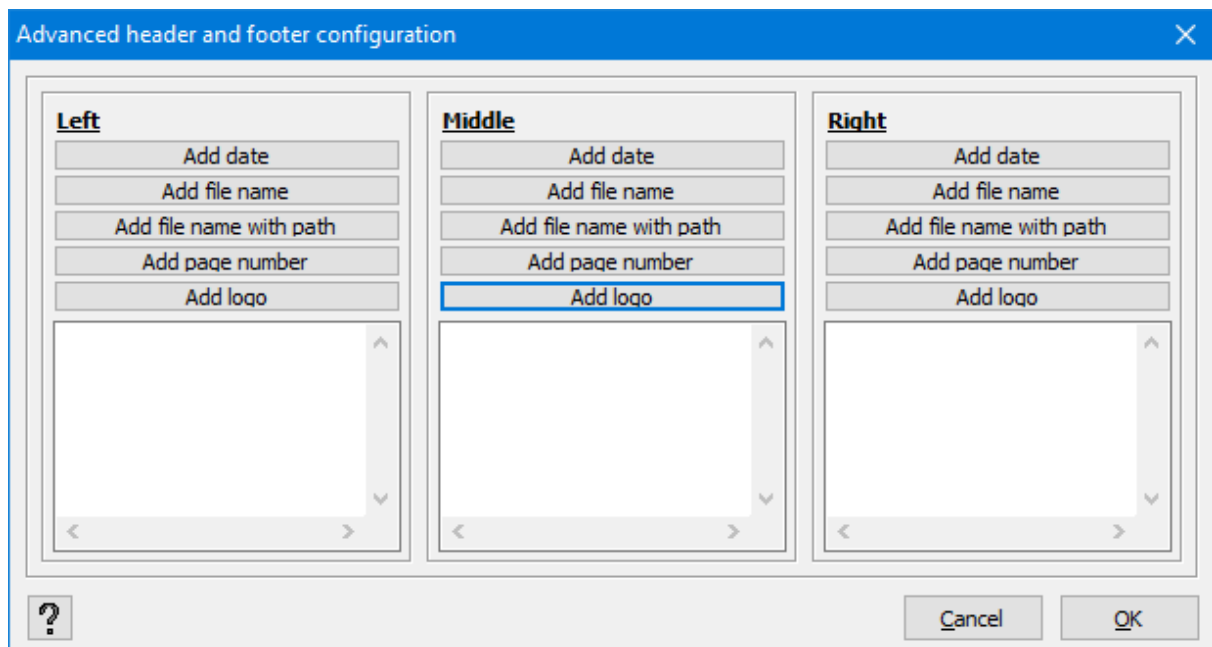 Advanced header and footer configuration
Left
Add date
Add file name
Add file name with path
Add page number
Add logo
Middle
Add date
Add file name
Add file name with path
Add page number
Add logo
Right
Add date
Add file name
Add file name with path
Add page number
Add logo
?
Cancel
OK